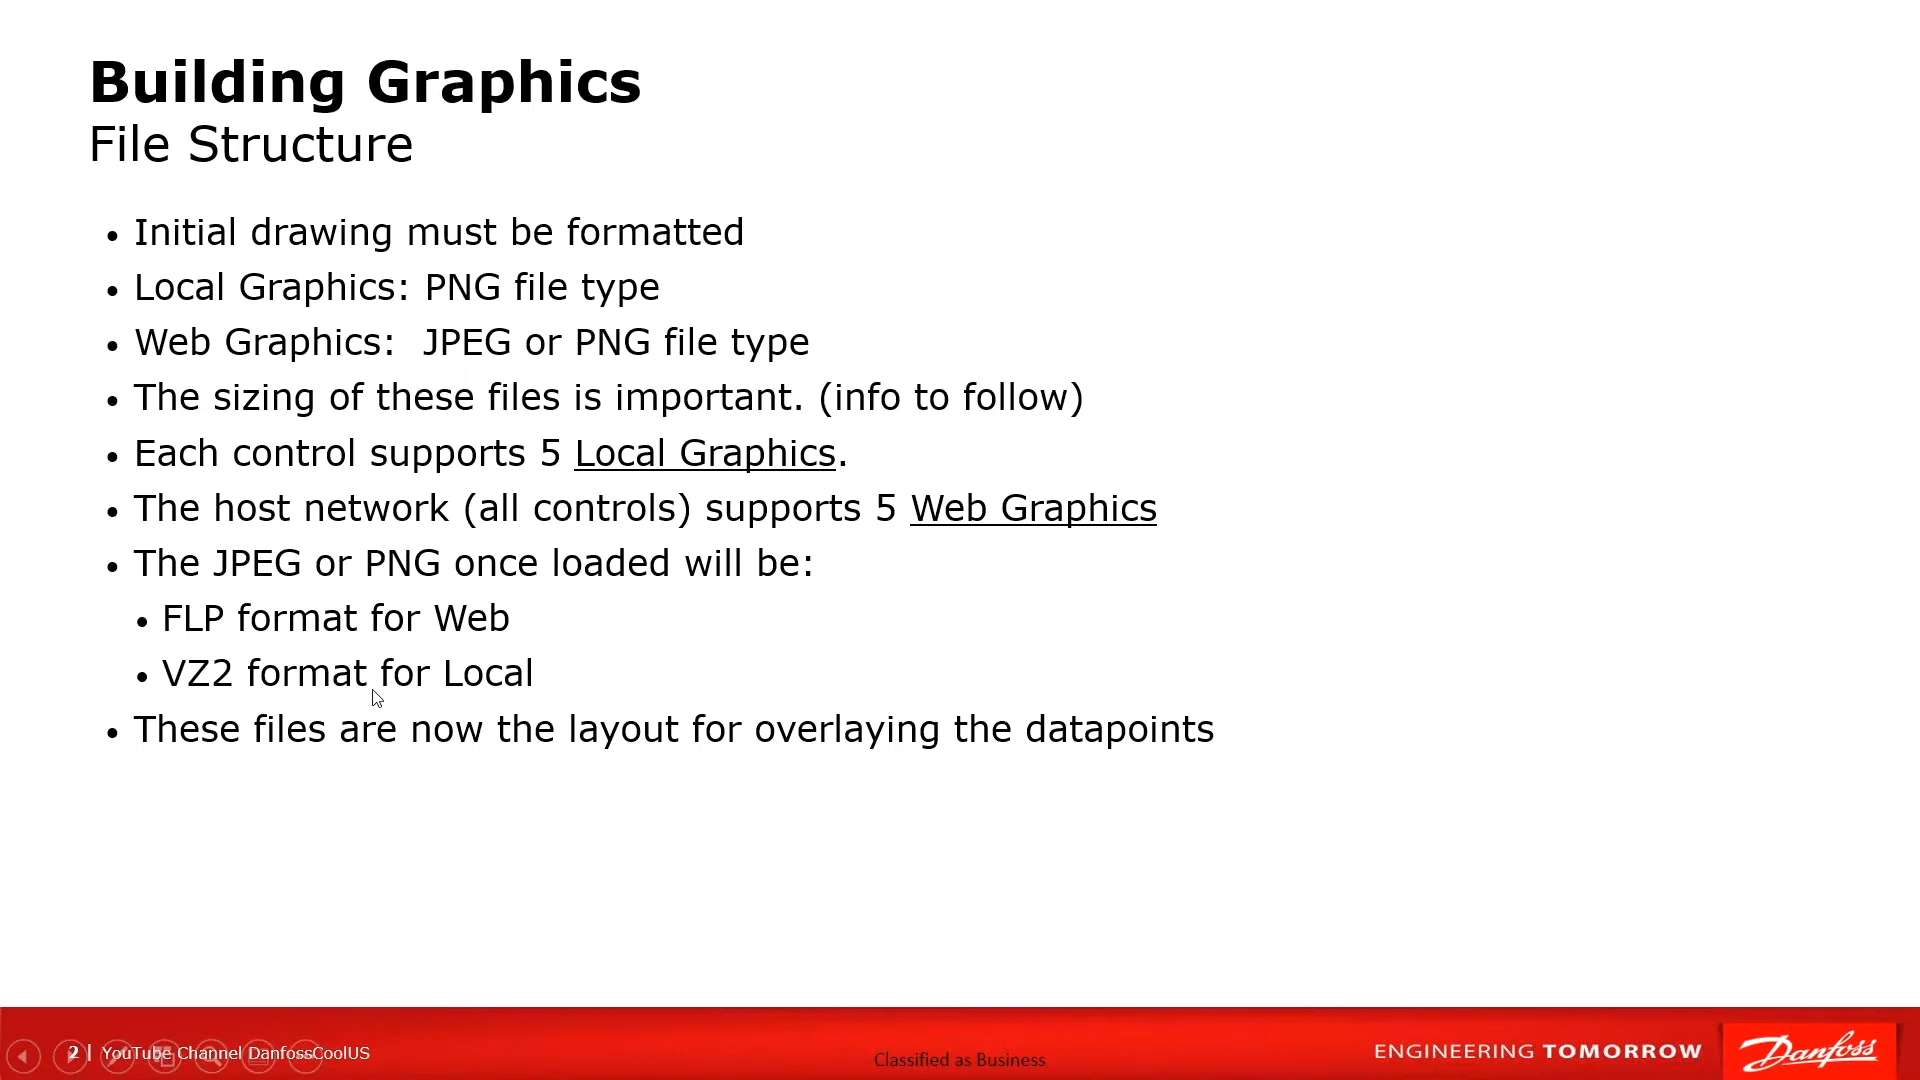 Building Graphics
File Structure
• Initial drawing must be formatted
• Local Graphics: PNG file type
• Web Graphics:  JPEG or PNG file type
• The sizing of these files is important. (info to follow)
• Each control supports 5 Local Graphics.
• The host network (all controls) supports 5 Web Graphics
• The JPEG or PNG once loaded will be:
• FLP format for Web
• VZ2 format for Local
• These files are now the layout for overlaying the datapoints
2 | YouTube Channel DanfossCoolUS
Classified as Business
ENGINEERING TOMORROW
Danfoss